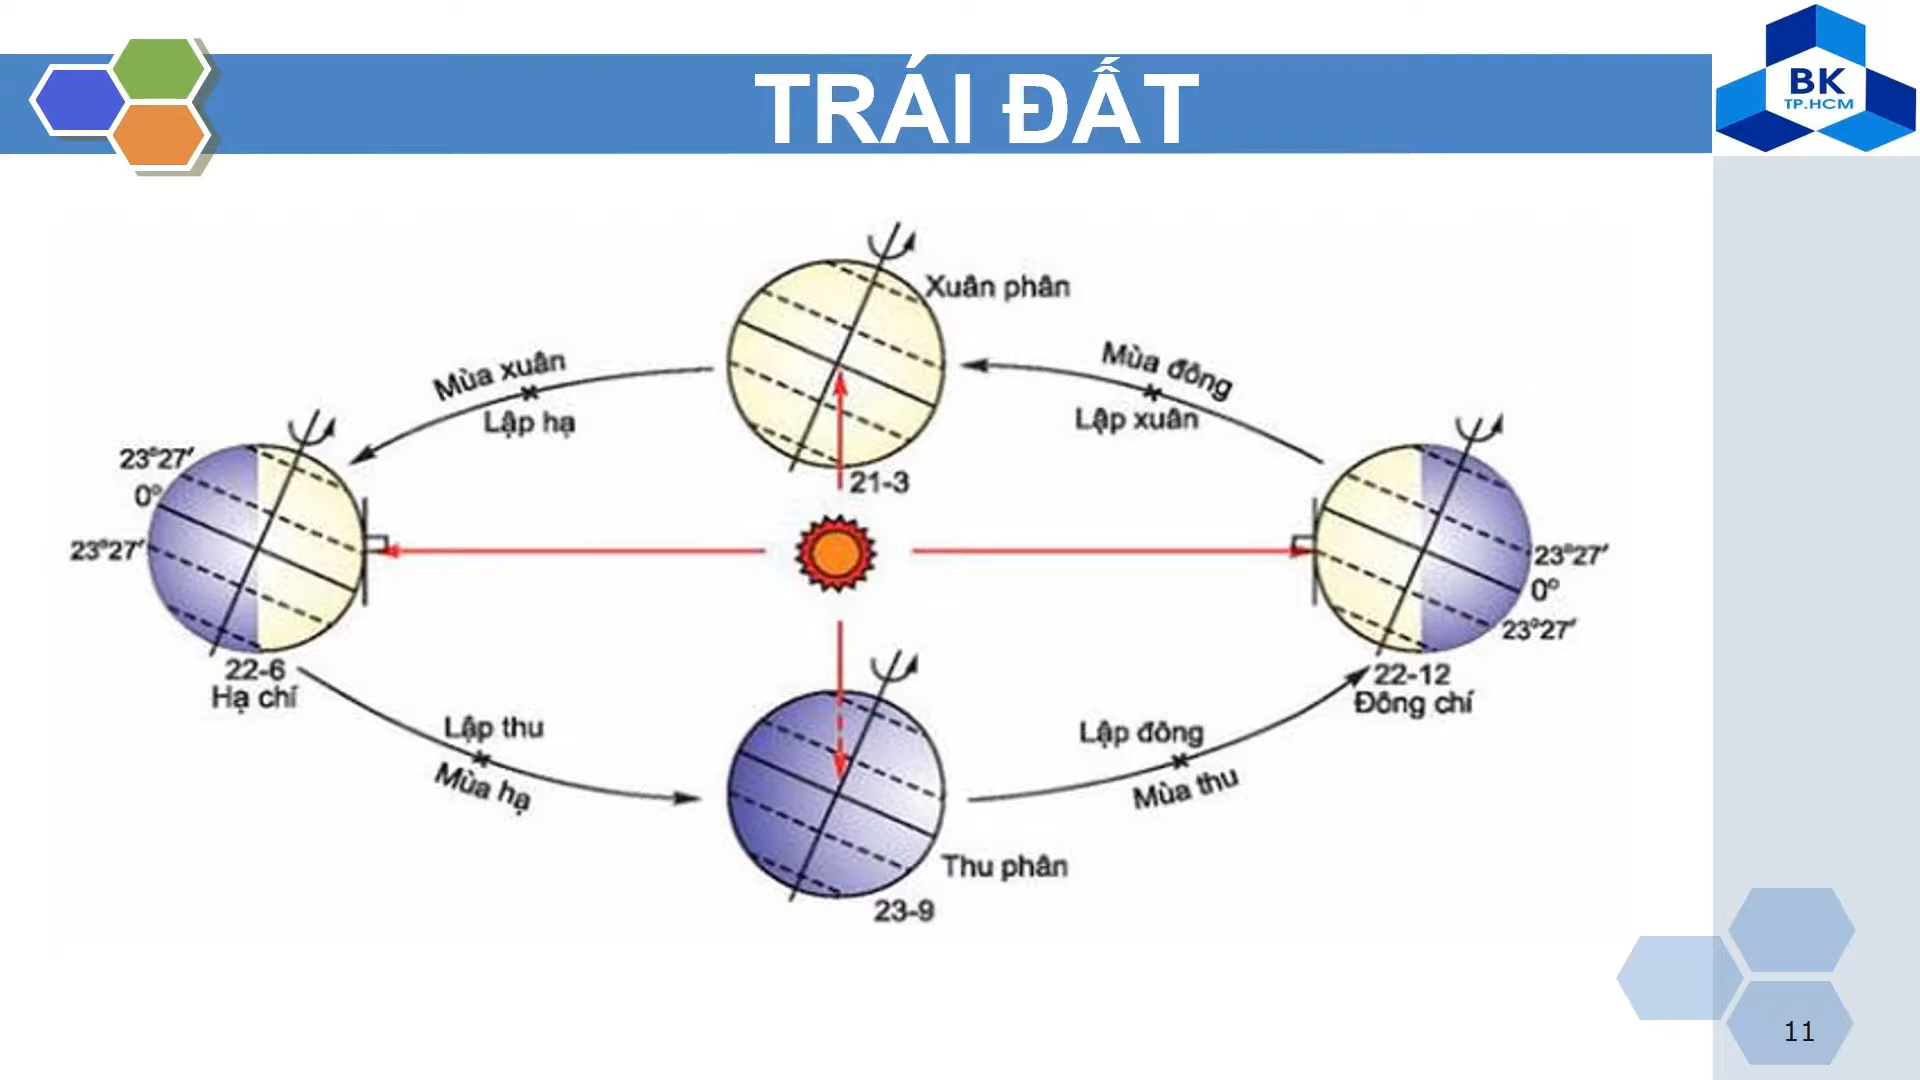 TRÁI ĐẤT
BK
TP.HCM
Xuân phân
Mùa xuân
Lập hạ
Mùa đông
Lập xuân
21-3
23°27'
0°
23°27'
22-6
Hạ chí
23°27'
0°
23°27'
22-12
Đông chí
Lập thu
Mùa hạ
Lập đông
Mùa thu
Thu phân
23-9
11